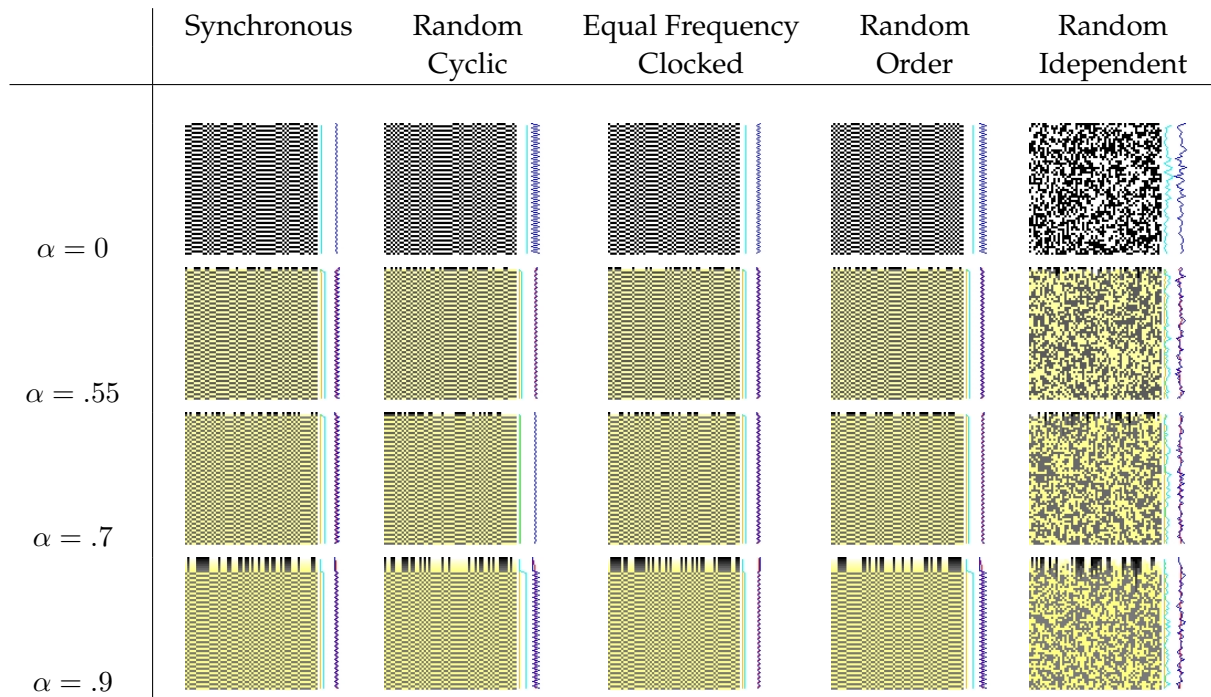 Synchronous Random Equal Frequency Random Random
Cyclic Clocked Order Idependent
α = 0
α = .55
α = .7
α = .9